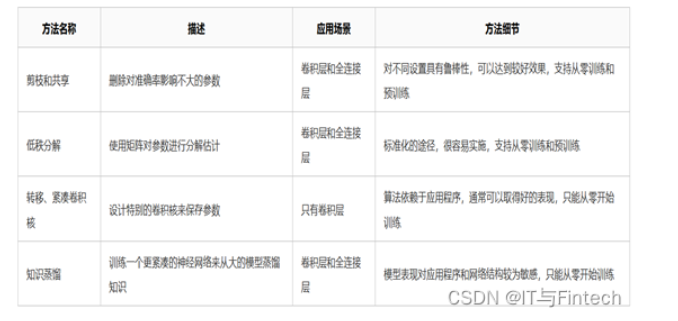 方法名称 描述 应用场景 方法细节
剪枝和共享 删除对准确率影响不大的参数 卷积层和全连接
层 对不同设置具有鲁棒性，可以达到较好效果，支持从零训练和
预训练
低秩分解 使用矩阵对参数进行分解估计 卷积层和全连接
层 标准化的途径，很容易实施，支持从零训练和预训练
转移、紧凑卷积
核 设计特别的卷积核来保存参数 只有卷积层 算法依赖于应用程序，通常可以取得好的表现，只能从零开始
训练
知识蒸馏 训练一个更紧凑的神经网络来从大的模型蒸馏
知识 卷积层和全连接
层 模型表现对应用程序和网络结构较为敏感，只能从零开始训练
CSDN @IT与Fintech